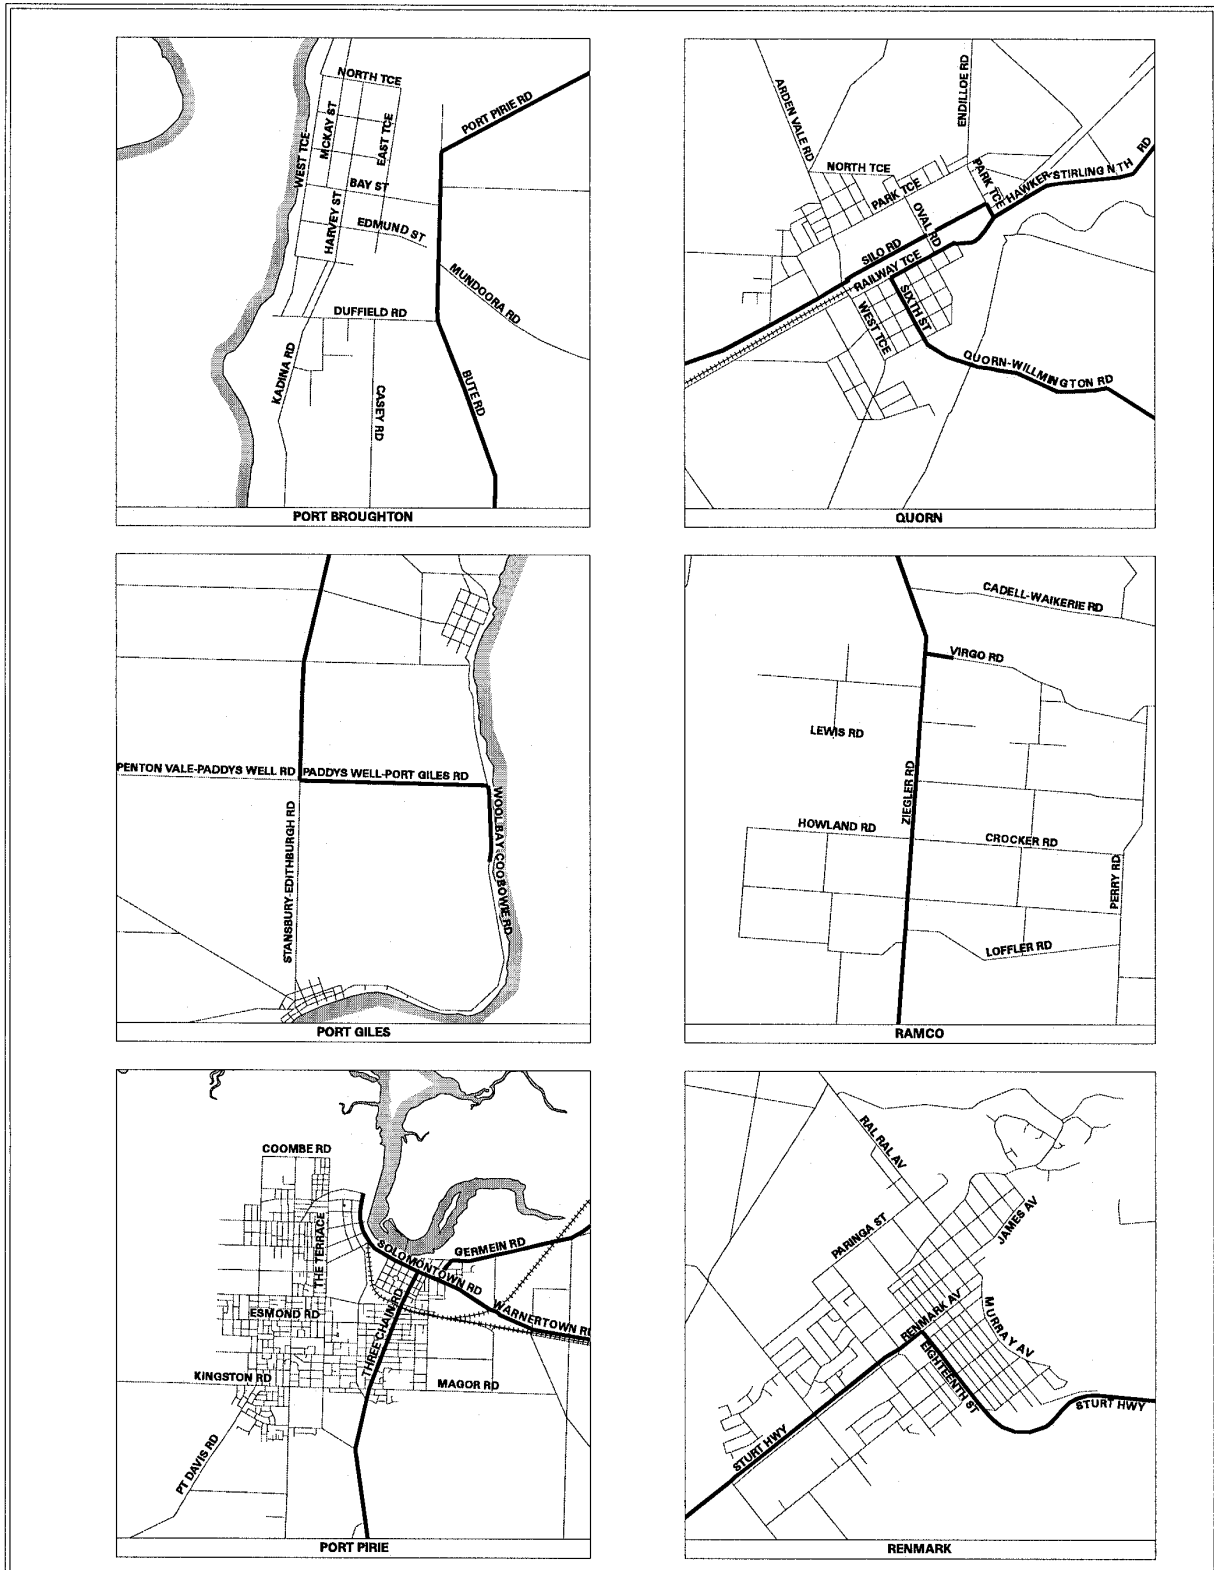 NORTH TCE
PORT PIRIE RD
MCKAY ST
EAST TCE
WEST TCE
BAY ST
HARVEY ST
EDMUND ST
MUNDOORA RD
DUFFIELD RD
KADINA RD
CASEY RD
BUTE RD
PORT BROUGHTON
ARDEN VALE RD
ENDILLOE RD
NORTH TCE
PARK TCE
PARK TCE
HAWKER-STIRLING NTH RD
OVAL RD
SILO RD
RAILWAY TCE
SIXTH ST
WEST TCE
QUORN-WILLMINGTON RD
QUORN
PENTON VALE-PADDYS WELL RD
PADDYS WELL-PORT GILES RD
STANSBURY-EDITHBURGH RD
WOOL BAY-COOBOWIE RD
PORT GILES
CADELL-WAIKERIE RD
VIRGO RD
LEWIS RD
ZIEGLER RD
HOWLAND RD
CROCKER RD
PERRY RD
LOFFLER RD
RAMCO
COOMBE RD
THE TERRACE
SOLOMONTOWN RD
GERMEIN RD
ESMOND RD
THREE CHAIN RD
WARNERTOWN RD
KINGSTON RD
MAGOR RD
PT DAVIS RD
PORT PIRIE
RAL RAL AV
PARINGA ST
JAMES AV
RENMARK AV
MURRAY AV
EIGHTEENTH ST
STURT HWY
STURT HWY
RENMARK